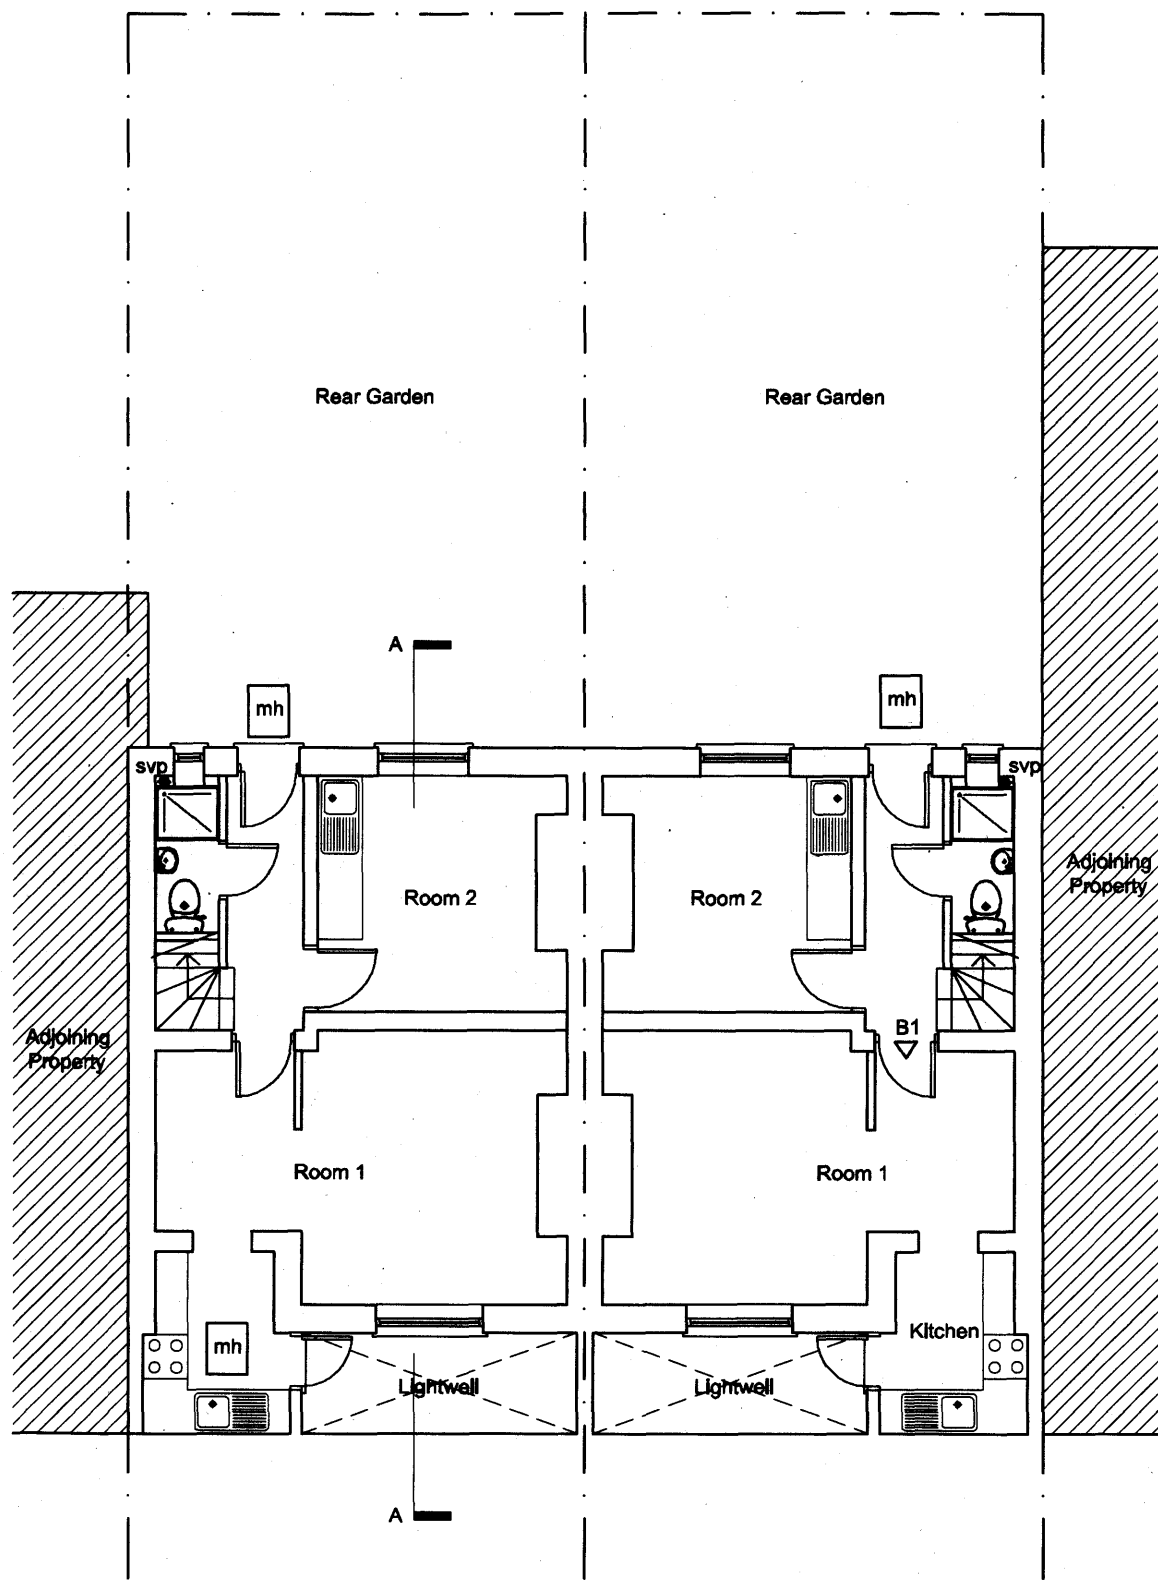 Rear Garden
Rear Garden
A
mh
mh
svp
svp
Adjoining
Property
Room 2
Room 2
Adjoining
Property
B1
Room 1
Room 1
Kitchen
mh
Lightwell
Lightwell
A